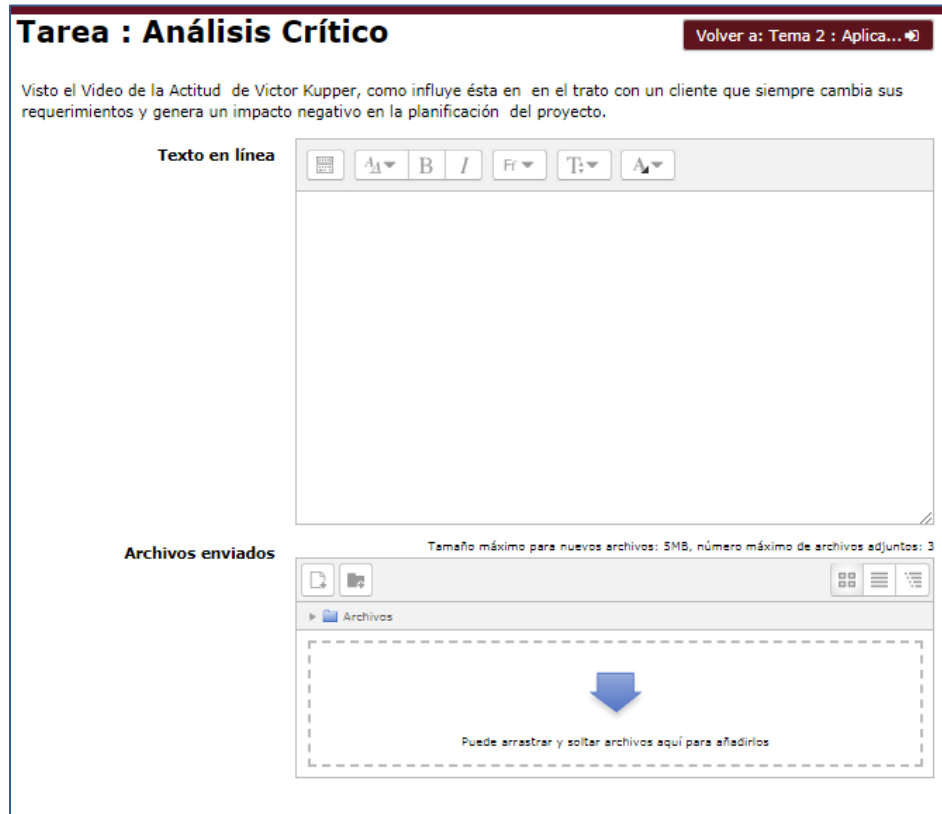 Tarea : Análisis Crítico
Volver a: Tema 2 : Aplica...
Visto el Video de la Actitud de Victor Kupper, como influye ésta en en el trato con un cliente que siempre cambia sus
requerimientos y genera un impacto negativo en la planificación del proyecto.
Texto en línea
B I Ff T A
Archivos enviados
Tamaño máximo para nuevos archivos: 5MB, número máximo de archivos adjuntos: 3
Archivos
Puede arrastrar y soltar archivos aquí para añadirlos